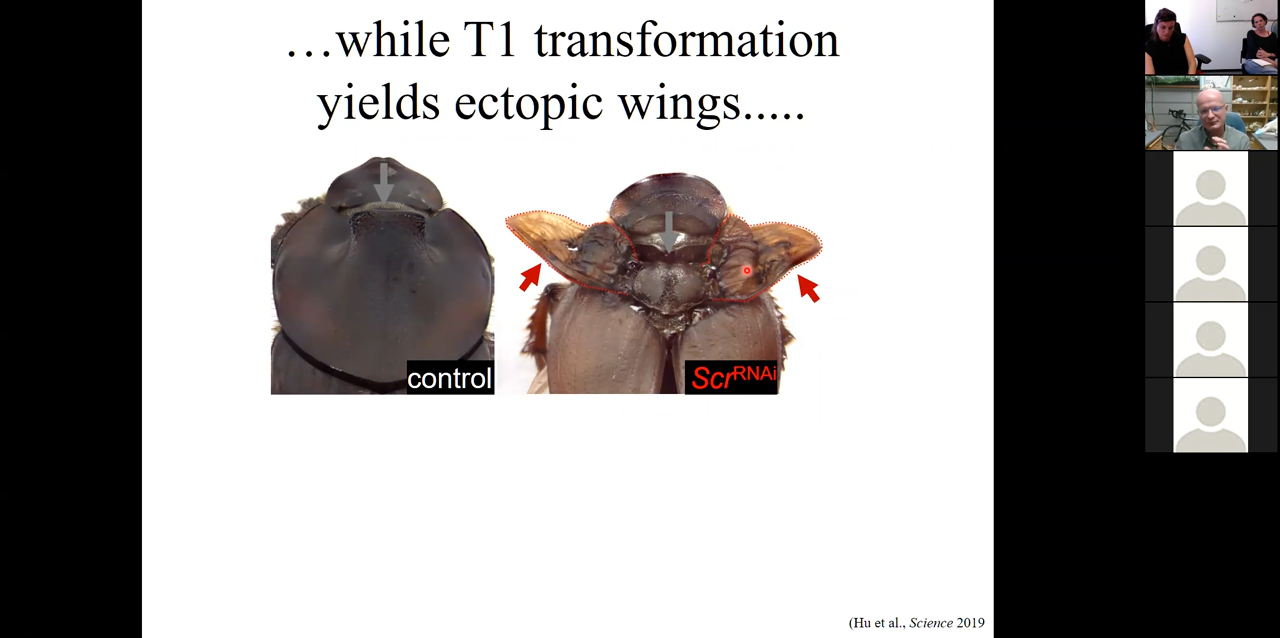 …while T1 transformation
yields ectopic wings.....
control
ScrRNAi
(Hu et al., Science 2019